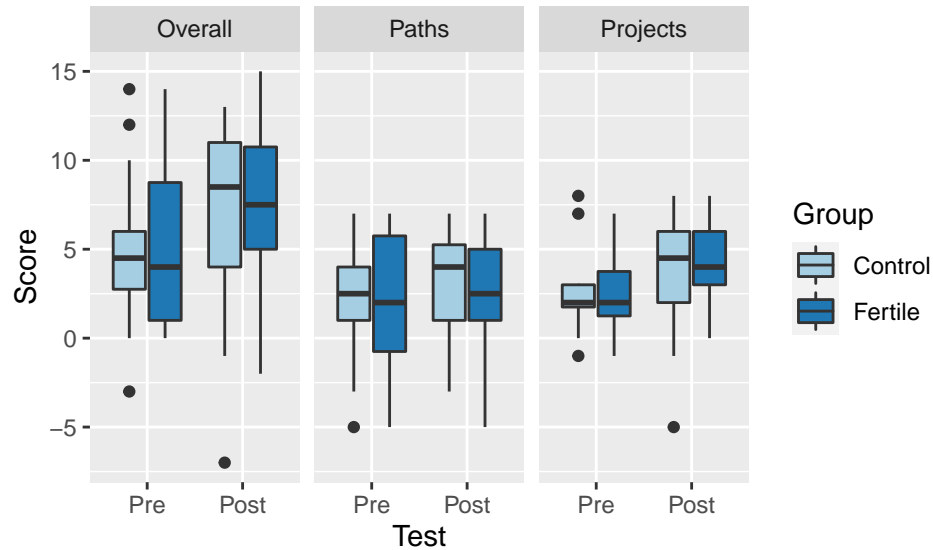 Overall Paths Projects
15
10
5
0
−5
Score
Pre Post Pre Post Pre Post
Test
Group
Control
Fertile